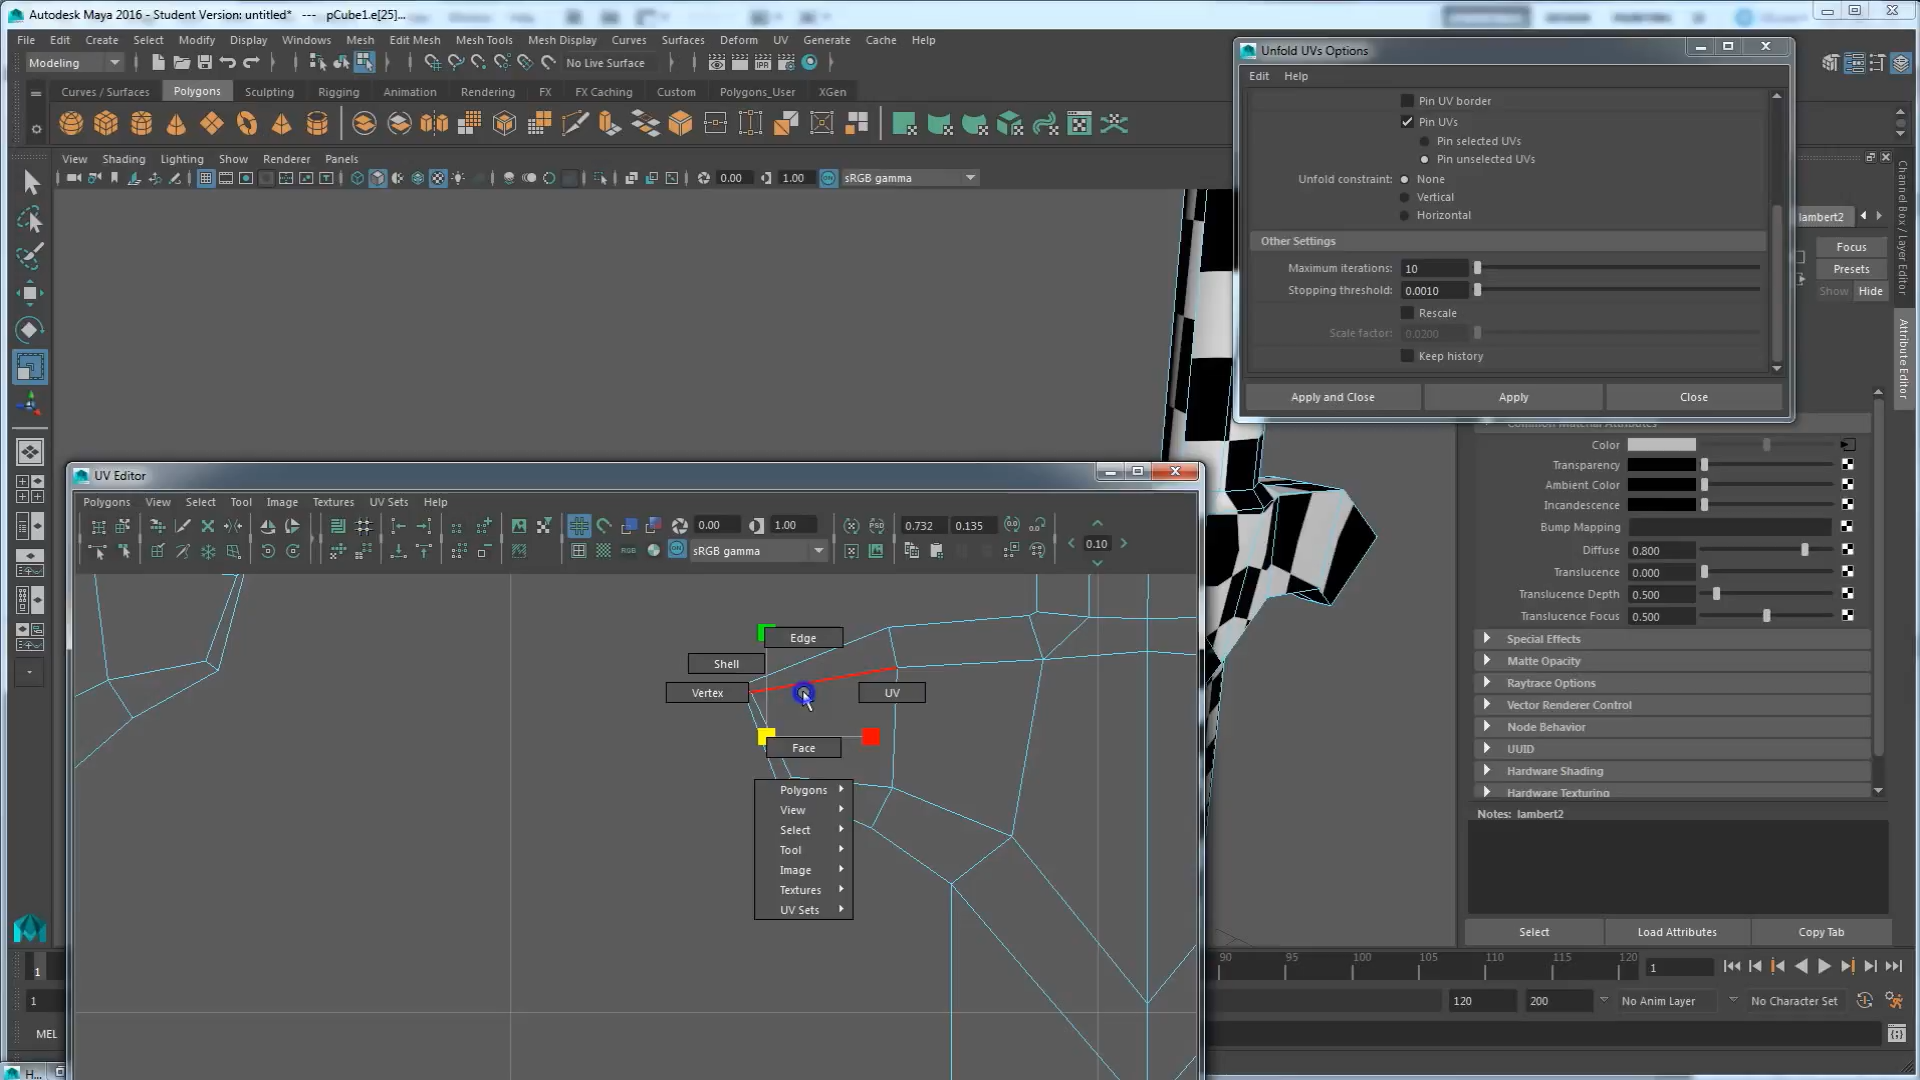 Autodesk Maya 2016 - Student Version: untitled*   ---   pCube1.e[25]...
File Edit Create Select Modify Display Windows Mesh Edit Mesh Mesh Tools Mesh Display Curves Surfaces Deform UV Generate Cache Help
Modeling
No Live Surface
Curves / Surfaces Polygons Sculpting Rigging Animation Rendering FX FX Caching Custom Polygons_User XGen
View Shading Lighting Show Renderer Panels
0.00 1.00 sRGB gamma
Unfold UVs Options
Edit Help
Pin UV border
Pin UVs
Pin selected UVs
Pin unselected UVs
Unfold constraint: None
Vertical
Horizontal
Other Settings
Maximum iterations: 10
Stopping threshold: 0.0010
Rescale
Scale factor: 0.0200
Keep history
Apply and Close Apply Close
lambert2
Focus
Presets
Show Hide
Channel Box / Layer Editor
Attribute Editor
Common Material Attributes
Color
Transparency
Ambient Color
Incandescence
Bump Mapping
Diffuse 0.800
Translucence 0.000
Translucence Depth 0.500
Translucence Focus 0.500
Special Effects
Matte Opacity
Raytrace Options
Vector Renderer Control
Node Behavior
UUID
Hardware Shading
Hardware Texturing
Notes: lambert2
Select Load Attributes Copy Tab
UV Editor
Polygons View Select Tool Image Textures UV Sets Help
0.00 1.00 0.732 0.135
sRGB gamma
0.10
Edge
Shell
Vertex
UV
Face
Polygons
View
Select
Tool
Image
Textures
UV Sets
1 90 95 100 105 110 115 120 1
1 120 200 No Anim Layer No Character Set
MEL
H...